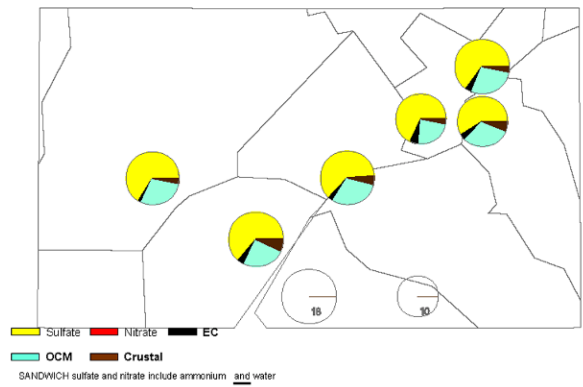 18 10
Sulfate Nitrate EC
OCM Crustal
SANDWICH sulfate and nitrate include ammonium and water